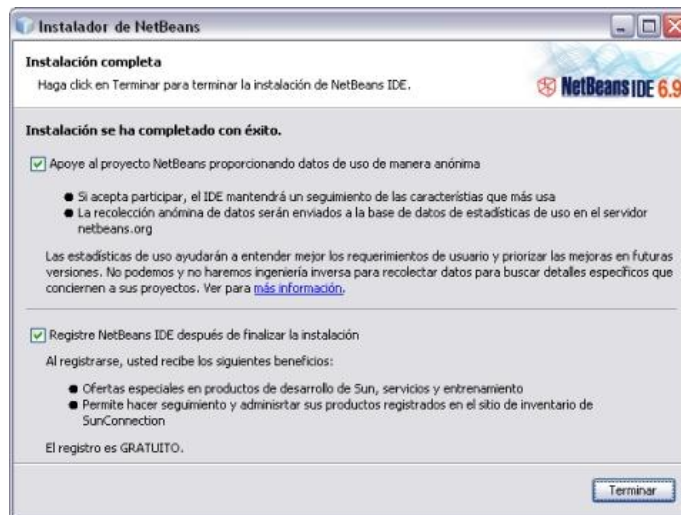 Instalador de NetBeans
Instalación completa
Haga click en Terminar para terminar la instalación de NetBeans IDE.
NetBeans IDE 6.9
Instalación se ha completado con éxito.
Apoye al proyecto NetBeans proporcionando datos de uso de manera anónima
● Si acepta participar, el IDE mantendrá un seguimiento de las características que más usa
● La recolección anómina de datos serán enviados a la base de datos de estadísticas de uso en el servidor
netbeans.org
Las estadísticas de uso ayudarán a entender mejor los requerimientos de usuario y priorizar las mejoras en futuras
versiones. No podemos y no haremos ingeniería inversa para recolectar datos para buscar detalles específicos que
conciernen a sus proyectos. Ver para más información.
Registre NetBeans IDE después de finalizar la instalación
Al registrarse, usted recibe los siguientes beneficios:
● Ofertas especiales en productos de desarrollo de Sun, servicios y entrenamiento
● Permite hacer seguimiento y adminisrtar sus productos registrados en el sitio de inventario de
SunConnection
El registro es GRATUITO.
Terminar